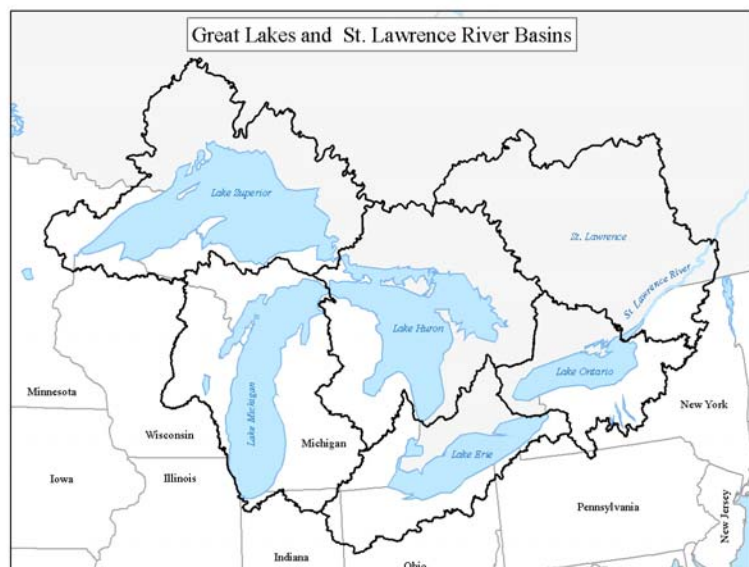 Great Lakes and St. Lawrence River Basins
Lake Superior
St. Lawrence
St. Lawrence River
Lake Huron
Lake Ontario
Minnesota
Lake Michigan
New York
Wisconsin
Michigan
Lake Erie
Iowa
Illinois
Pennsylvania
New Jersey
Indiana
Ohio